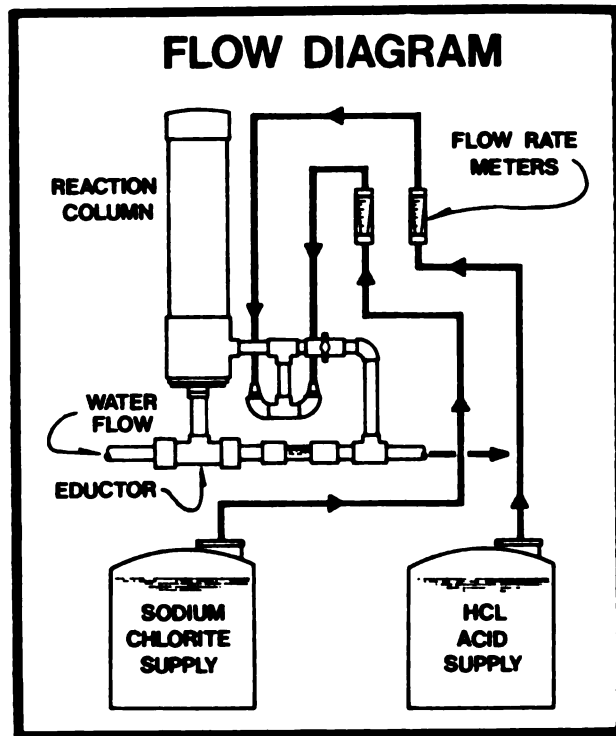 FLOW DIAGRAM
FLOW RATE
METERS
REACTION
COLUMN
WATER
FLOW
EDUCTOR
SODIUM
CHLORITE
SUPPLY
HCL
ACID
SUPPLY